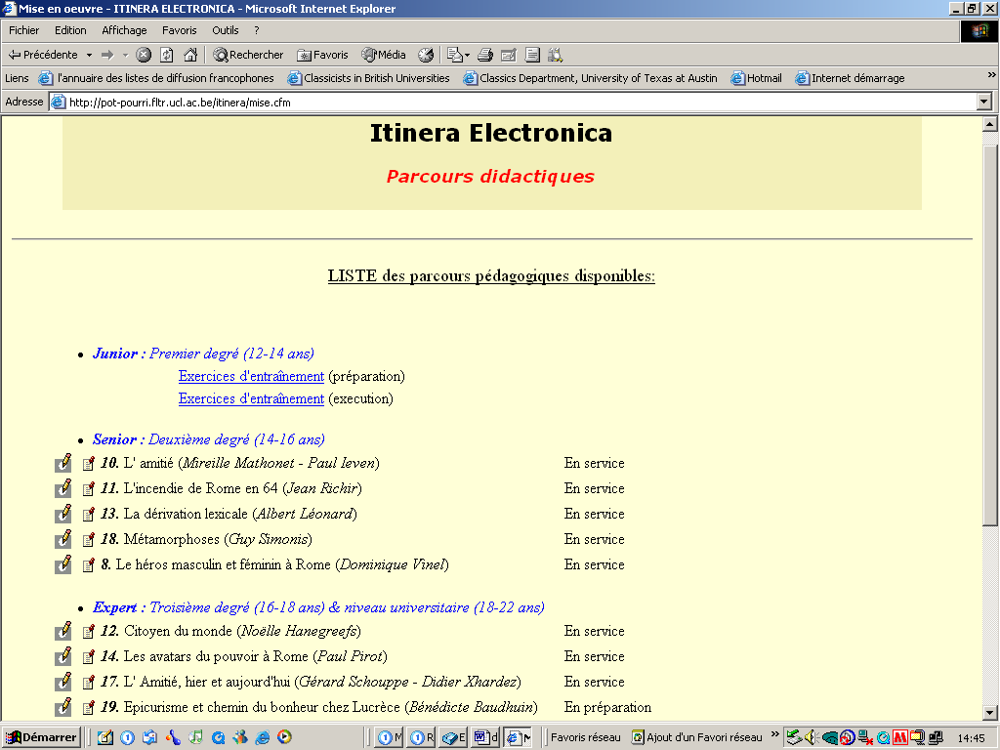 Mise en oeuvre - ITINERA ELECTRONICA - Microsoft Internet Explorer
Fichier Edition Affichage Favoris Outils ?
Précédente Rechercher Favoris Média
Liens l'annuaire des listes de diffusion francophones Classicists in British Universities Classics Department, University of Texas at Austin Hotmail Internet démarrage »
Adresse http://pot-pourri.fltr.ucl.ac.be/itinera/mise.cfm
Itinera Electronica
Parcours didactiques
LISTE des parcours pédagogiques disponibles:
• Junior : Premier degré (12-14 ans)
Exercices d'entraînement (préparation)
Exercices d'entraînement (execution)
• Senior : Deuxième degré (14-16 ans)
10. L' amitié (Mireille Mathonet - Paul Ieven) En service
11. L'incendie de Rome en 64 (Jean Richir) En service
13. La dérivation lexicale (Albert Léonard) En service
18. Métamorphoses (Guy Simonis) En service
8. Le héros masculin et féminin à Rome (Dominique Vinel) En service
• Expert : Troisième degré (16-18 ans) & niveau universitaire (18-22 ans)
12. Citoyen du monde (Noëlle Hanegreefs) En service
14. Les avatars du pouvoir à Rome (Paul Pirot) En service
17. L' Amitié, hier et aujourd'hui (Gérard Schouppe - Didier Xhardez) En service
19. Epicurisme et chemin du bonheur chez Lucrèce (Bénédicte Baudhuin) En préparation
Démarrer M R E d M Favoris réseau Ajout d'un Favori réseau » 14:45